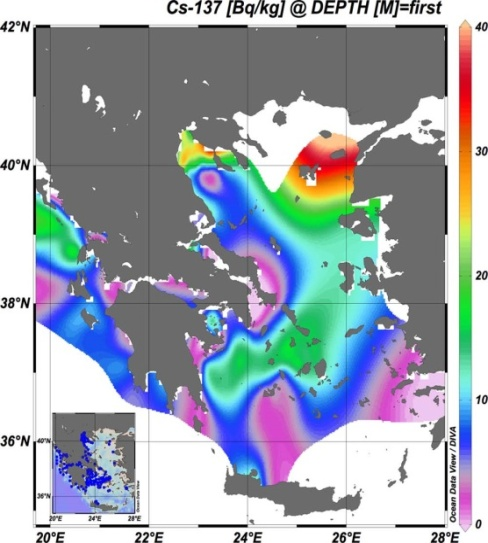 Cs-137 [Bq/kg] @ DEPTH [M]=first
42°N
40°N
38°N
36°N
20°E
22°E
24°E
26°E
28°E
40
30
20
10
0
Ocean Data View / DIVA
40°N
36°N
20°E
24°E
28°E